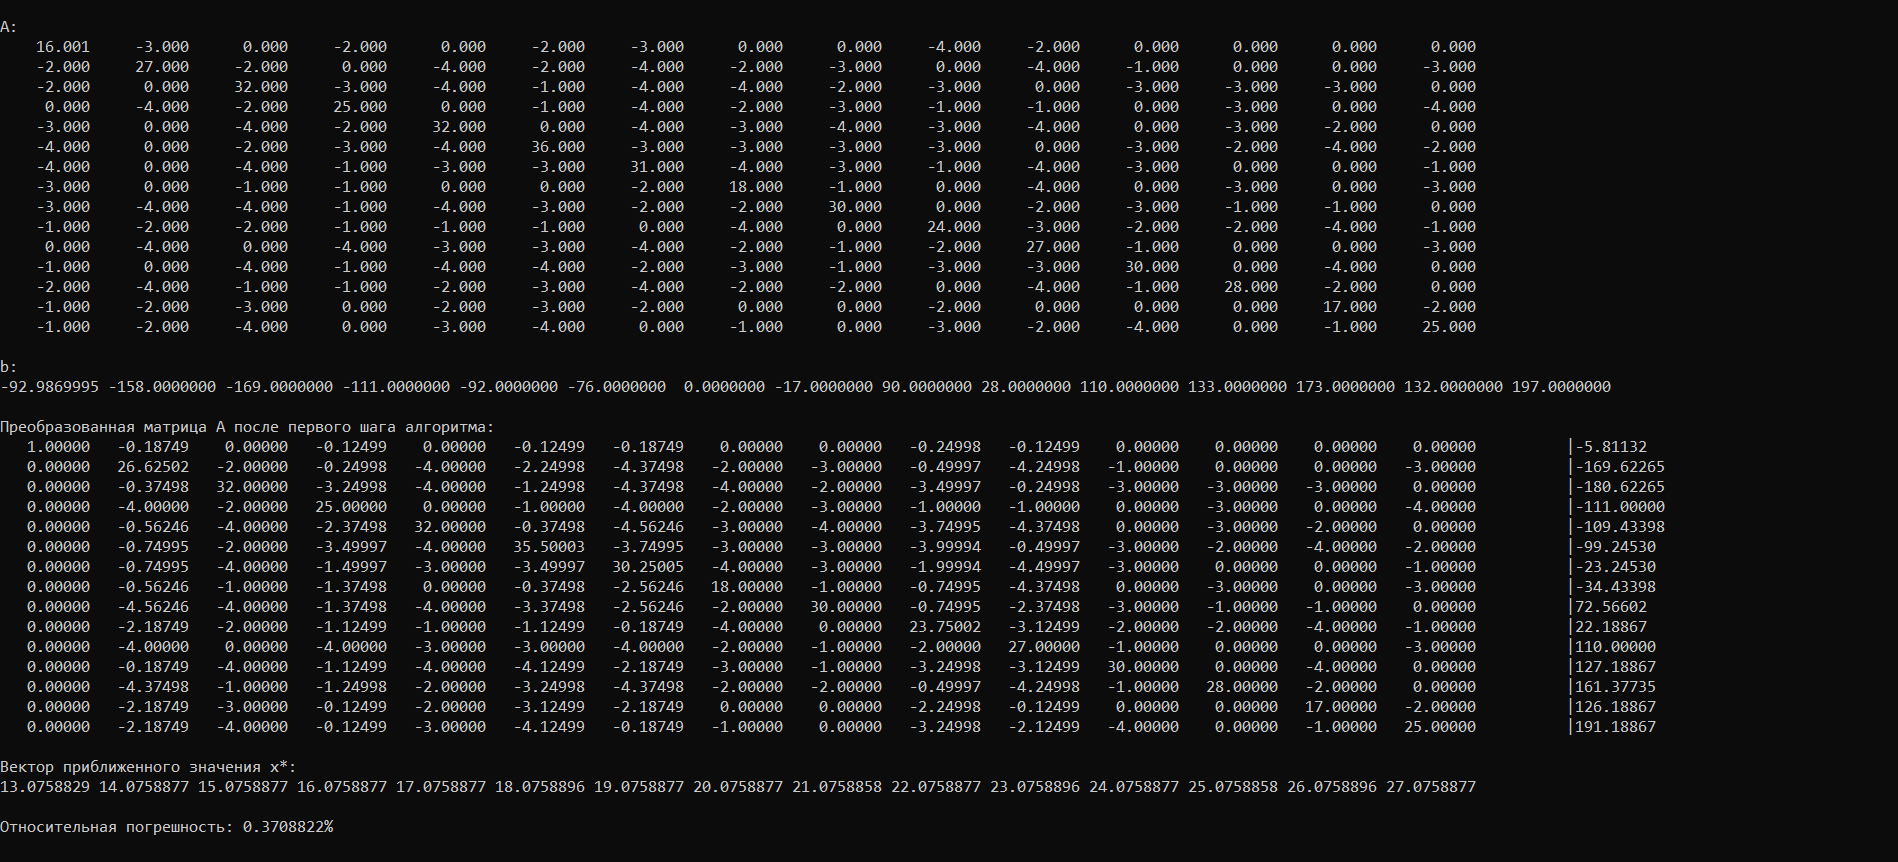 A:
16.001 -3.000 0.000 -2.000 0.000 -2.000 -3.000 0.000 0.000 -4.000 -2.000 0.000 0.000 0.000 0.000
-2.000 27.000 -2.000 0.000 -4.000 -2.000 -4.000 -2.000 -3.000 0.000 -4.000 -1.000 0.000 0.000 -3.000
-2.000 0.000 32.000 -3.000 -4.000 -1.000 -4.000 -4.000 -2.000 -3.000 0.000 -3.000 -3.000 -3.000 0.000
0.000 -4.000 -2.000 25.000 0.000 -1.000 -4.000 -2.000 -3.000 -1.000 -1.000 0.000 -3.000 0.000 -4.000
-3.000 0.000 -4.000 -2.000 32.000 0.000 -4.000 -3.000 -4.000 -3.000 -4.000 0.000 -3.000 -2.000 0.000
-4.000 0.000 -2.000 -3.000 -4.000 36.000 -3.000 -3.000 -3.000 -3.000 0.000 -3.000 -2.000 -4.000 -2.000
-4.000 0.000 -4.000 -1.000 -3.000 -3.000 31.000 -4.000 -3.000 -1.000 -4.000 -3.000 0.000 0.000 -1.000
-3.000 0.000 -1.000 -1.000 0.000 0.000 -2.000 18.000 -1.000 0.000 -4.000 0.000 -3.000 0.000 -3.000
-3.000 -4.000 -4.000 -1.000 -4.000 -3.000 -2.000 -2.000 30.000 0.000 -2.000 -3.000 -1.000 -1.000 0.000
-1.000 -2.000 -2.000 -1.000 -1.000 -1.000 0.000 -4.000 0.000 24.000 -3.000 -2.000 -2.000 -4.000 -1.000
0.000 -4.000 0.000 -4.000 -3.000 -3.000 -4.000 -2.000 -1.000 -2.000 27.000 -1.000 0.000 0.000 -3.000
-1.000 0.000 -4.000 -1.000 -4.000 -4.000 -2.000 -3.000 -1.000 -3.000 -3.000 30.000 0.000 -4.000 0.000
-2.000 -4.000 -1.000 -1.000 -2.000 -3.000 -4.000 -2.000 -2.000 0.000 -4.000 -1.000 28.000 -2.000 0.000
-1.000 -2.000 -3.000 0.000 -2.000 -3.000 -2.000 0.000 0.000 -2.000 0.000 0.000 0.000 17.000 -2.000
-1.000 -2.000 -4.000 0.000 -3.000 -4.000 0.000 -1.000 0.000 -3.000 -2.000 -4.000 0.000 -1.000 25.000
b:
-92.9869995 -158.0000000 -169.0000000 -111.0000000 -92.0000000 -76.0000000 0.0000000 -17.0000000 90.0000000 28.0000000 110.0000000 133.0000000 173.0000000 132.0000000 197.0000000
Преобразованная матрица A после первого шага алгоритма:
1.00000 -0.18749 0.00000 -0.12499 0.00000 -0.12499 -0.18749 0.00000 0.00000 -0.24998 -0.12499 0.00000 0.00000 0.00000 0.00000 |-5.81132
0.00000 26.62502 -2.00000 -0.24998 -4.00000 -2.24998 -4.37498 -2.00000 -3.00000 -0.49997 -4.24998 -1.00000 0.00000 0.00000 -3.00000 |-169.62265
0.00000 -0.37498 32.00000 -3.24998 -4.00000 -1.24998 -4.37498 -4.00000 -2.00000 -3.49997 -0.24998 -3.00000 -3.00000 -3.00000 0.00000 |-180.62265
0.00000 -4.00000 -2.00000 25.00000 0.00000 -1.00000 -4.00000 -2.00000 -3.00000 -1.00000 -1.00000 0.00000 -3.00000 0.00000 -4.00000 |-111.00000
0.00000 -0.56246 -4.00000 -2.37498 32.00000 -0.37498 -4.56246 -3.00000 -4.00000 -3.74995 -4.37498 0.00000 -3.00000 -2.00000 0.00000 |-109.43398
0.00000 -0.74995 -2.00000 -3.49997 -4.00000 35.50003 -3.74995 -3.00000 -3.00000 -3.99994 -0.49997 -3.00000 -2.00000 -4.00000 -2.00000 |-99.24530
0.00000 -0.74995 -4.00000 -1.49997 -3.00000 -3.49997 30.25005 -4.00000 -3.00000 -1.99994 -4.49997 -3.00000 0.00000 0.00000 -1.00000 |-23.24530
0.00000 -0.56246 -1.00000 -1.37498 0.00000 -0.37498 -2.56246 18.00000 -1.00000 -0.74995 -4.37498 0.00000 -3.00000 0.00000 -3.00000 |-34.43398
0.00000 -4.56246 -4.00000 -1.37498 -4.00000 -3.37498 -2.56246 -2.00000 30.00000 -0.74995 -2.37498 -3.00000 -1.00000 -1.00000 0.00000 |72.56602
0.00000 -2.18749 -2.00000 -1.12499 -1.00000 -1.12499 -0.18749 -4.00000 0.00000 23.75002 -3.12499 -2.00000 -2.00000 -4.00000 -1.00000 |22.18867
0.00000 -4.00000 0.00000 -4.00000 -3.00000 -3.00000 -4.00000 -2.00000 -1.00000 -2.00000 27.00000 -1.00000 0.00000 0.00000 -3.00000 |110.00000
0.00000 -0.18749 -4.00000 -1.12499 -4.00000 -4.12499 -2.18749 -3.00000 -1.00000 -3.24998 -3.12499 30.00000 0.00000 -4.00000 0.00000 |127.18867
0.00000 -4.37498 -1.00000 -1.24998 -2.00000 -3.24998 -4.37498 -2.00000 -2.00000 -0.49997 -4.24998 -1.00000 28.00000 -2.00000 0.00000 |161.37735
0.00000 -2.18749 -3.00000 -0.12499 -2.00000 -3.12499 -2.18749 0.00000 0.00000 -2.24998 -0.12499 0.00000 0.00000 17.00000 -2.00000 |126.18867
0.00000 -2.18749 -4.00000 -0.12499 -3.00000 -4.12499 -0.18749 -1.00000 0.00000 -3.24998 -2.12499 -4.00000 0.00000 -1.00000 25.00000 |191.18867
Вектор приближенного значения x*:
13.0758829 14.0758877 15.0758877 16.0758877 17.0758877 18.0758896 19.0758877 20.0758877 21.0758858 22.0758877 23.0758896 24.0758877 25.0758858 26.0758896 27.0758877
Относительная погрешность: 0.3708822%